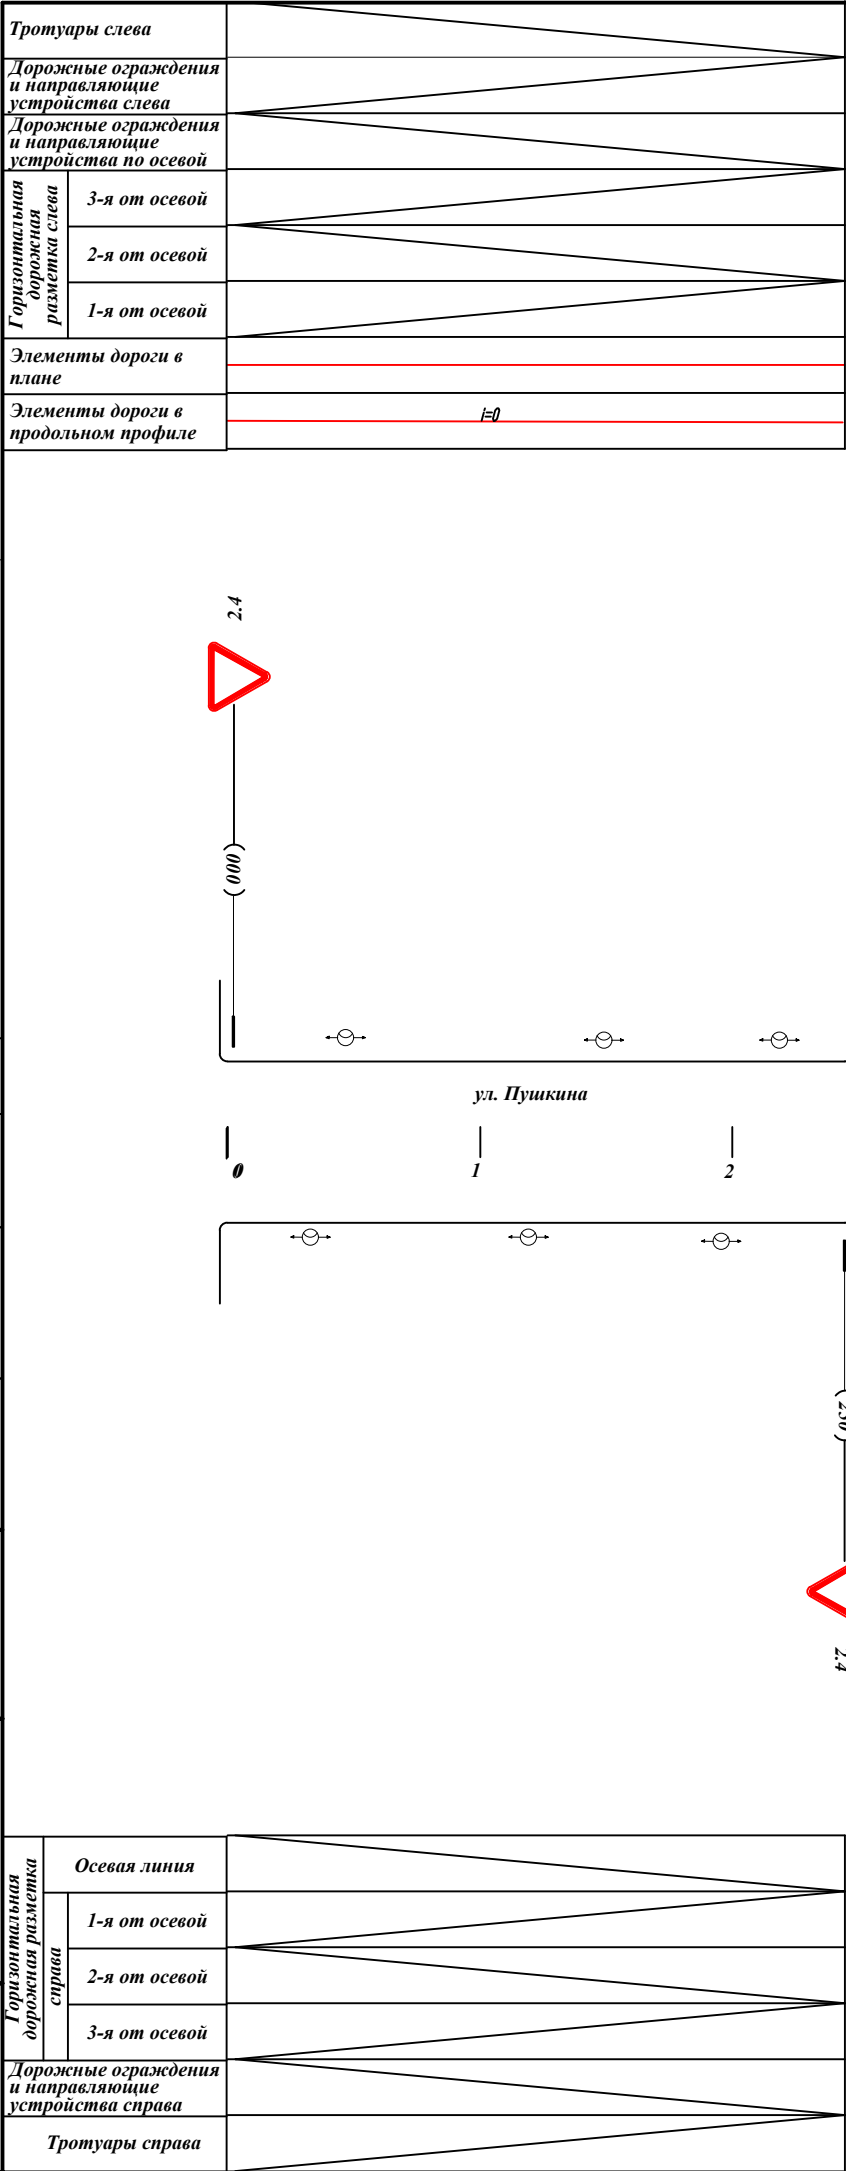 Тротуары слева
Дорожные ограждения
и направляющие
устройства слева
Дорожные ограждения
и направляющие
устройства по осевой
Горизонтальная
дорожная
разметка слева
3-я от осевой
2-я от осевой
1-я от осевой
Элементы дороги в
плане
Элементы дороги в
продольном профиле
i=0
2.4
(000)
ул. Пушкина
0
1
2
Горизонтальная
дорожная разметка
справа
Осевая линия
1-я от осевой
2-я от осевой
3-я от осевой
Дорожные ограждения
и направляющие
устройства справа
Тротуары справа